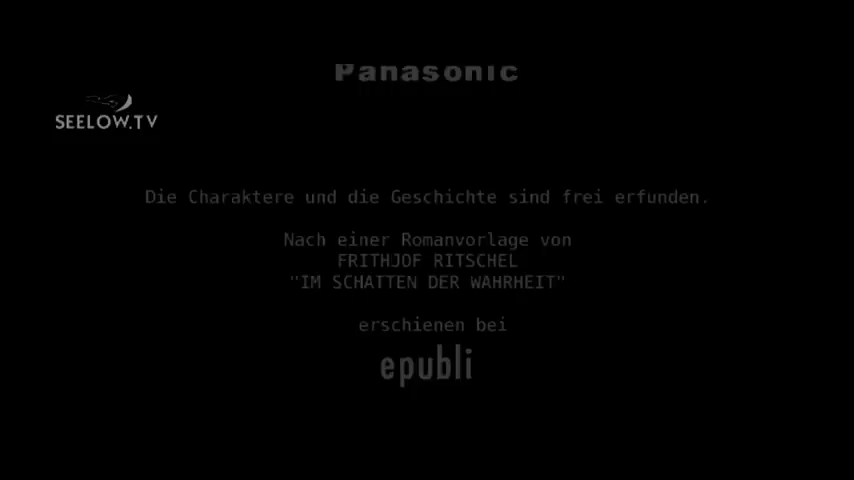 Panasonic
SEELOW.TV
Die Charaktere und die Geschichte sind frei erfunden.
Nach einer Romanvorlage von
FRITHJOF RITSCHEL
"IM SCHATTEN DER WAHRHEIT"
erschienen bei
epubli